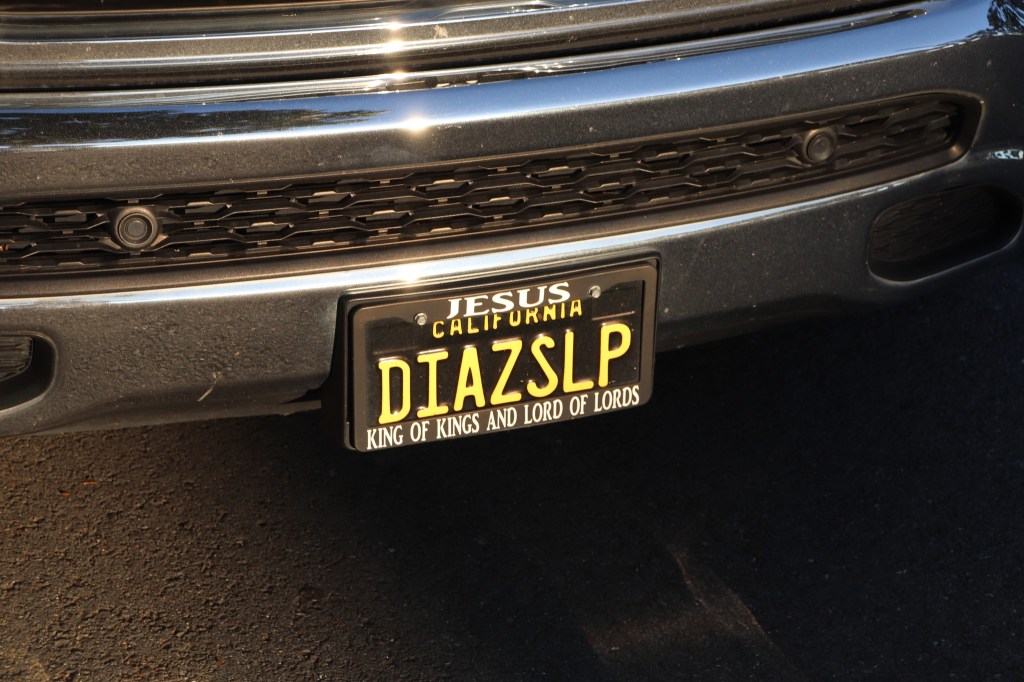 JESUS
CALIFORNIA
DIAZSLP
KING OF KINGS AND LORD OF LORDS